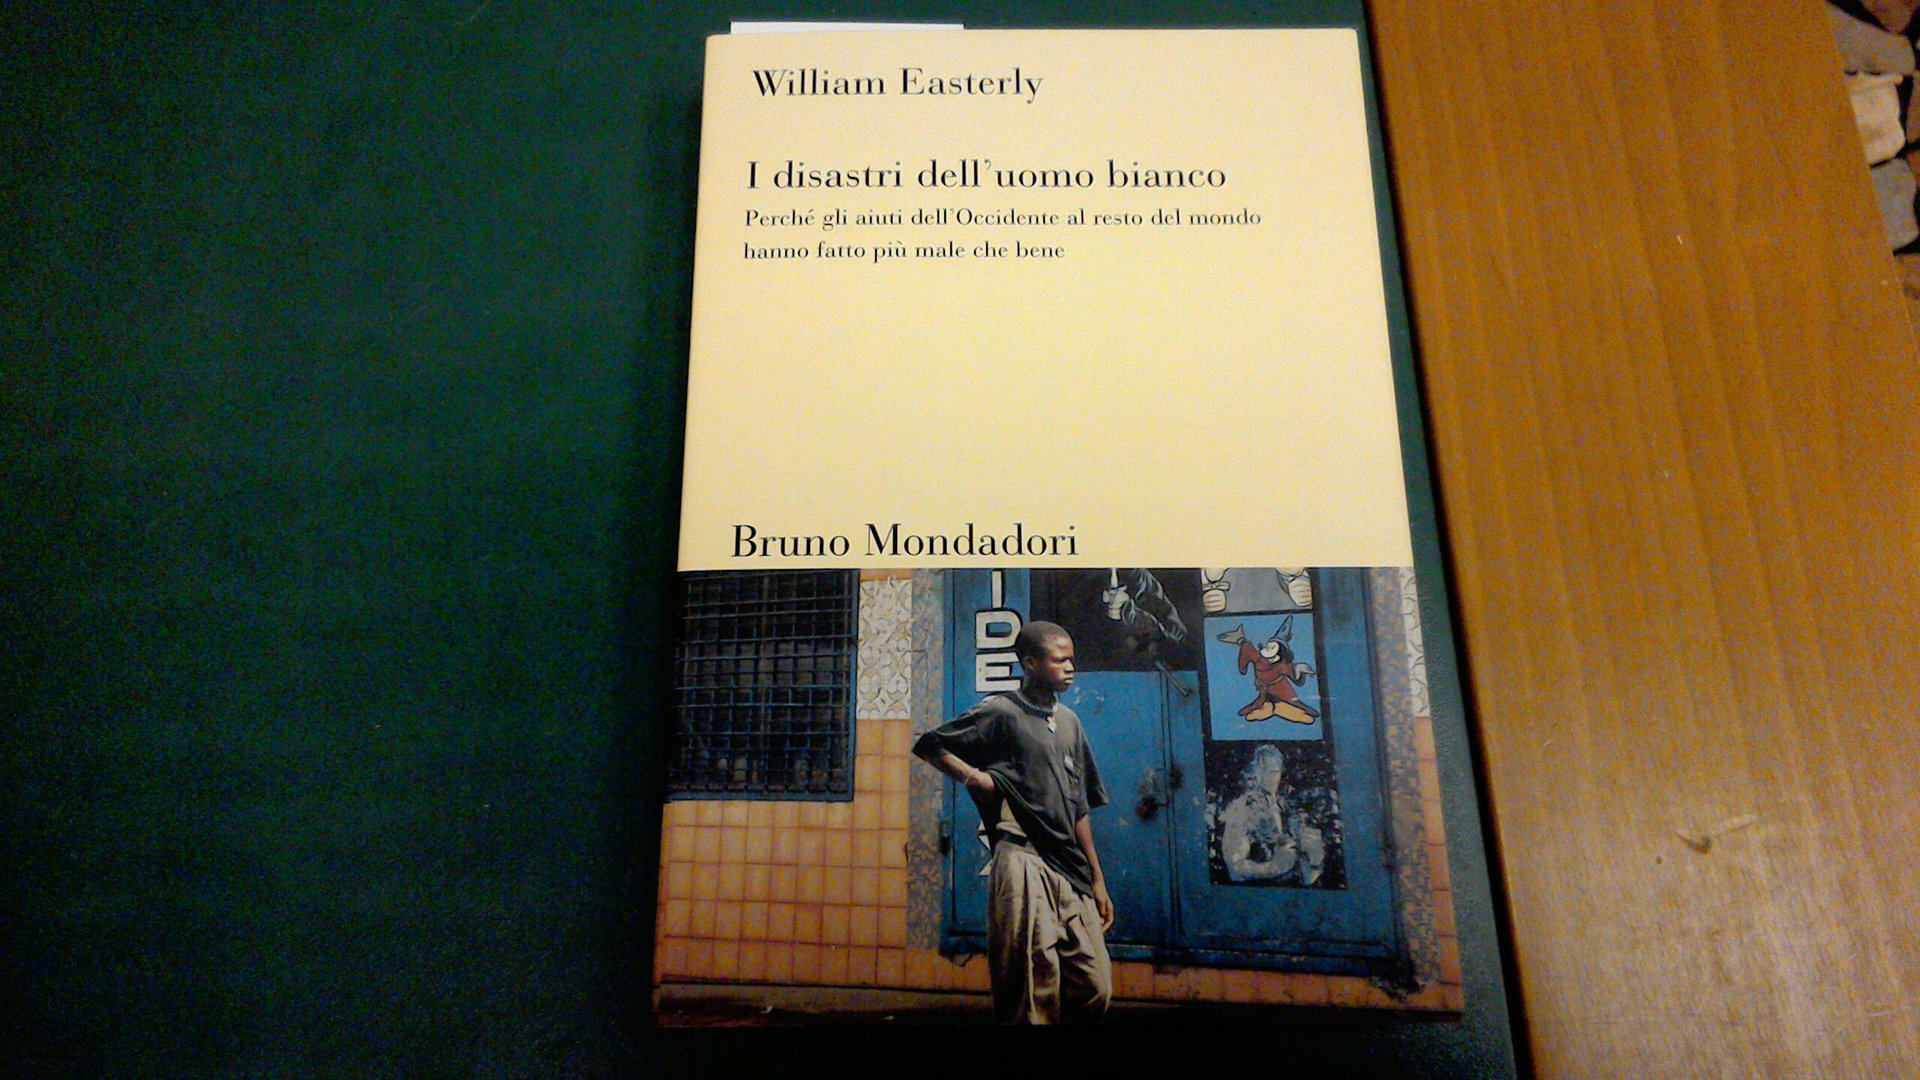 William Easterly
I disastri dell'uomo bianco
Perché gli aiuti dell'Occidente al resto del mondo
hanno fatto più male che bene
Bruno Mondadori
I
D
E